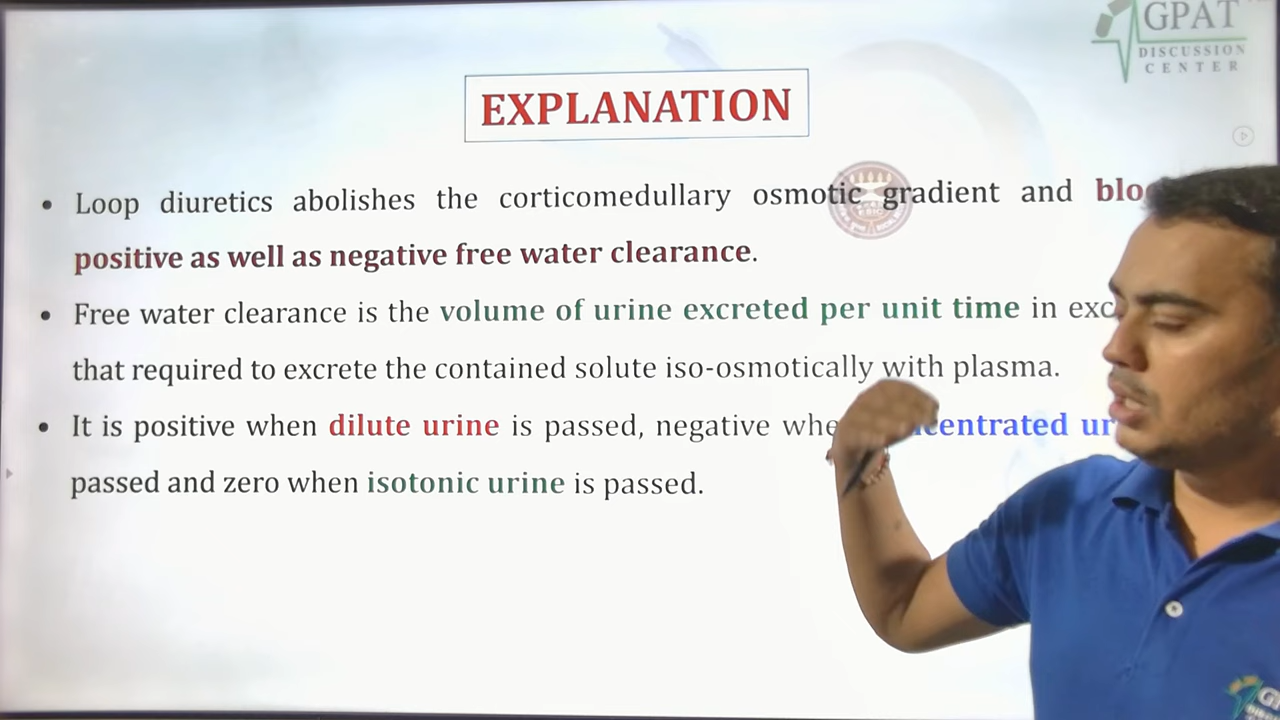 GPAT
DISCUSSION
CENTER
EXPLANATION
• Loop diuretics abolishes the corticomedullary osmotic gradient and
positive as well as negative free water clearance.
• Free water clearance is the volume of urine excreted per unit time in
that required to excrete the contained solute iso-osmotically with plasma.
• It is positive when dilute urine is passed, negative
passed and zero when isotonic urine is passed.